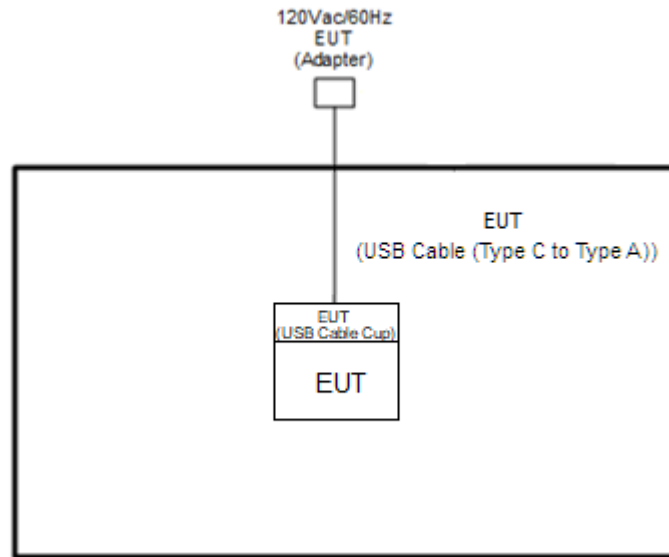 120Vac/60Hz
EUT
(Adapter)
EUT
(USB Cable (Type C to Type A))
EUT
(USB Cable Cup)
EUT